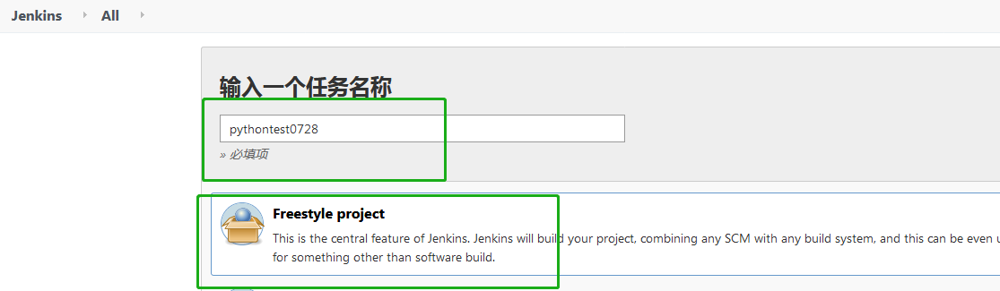 Jenkins All
输入一个任务名称
pythontest0728
» 必填项
Freestyle project
This is the central feature of Jenkins. Jenkins will build your project, combining any SCM with any build system, and this can be even
for something other than software build.